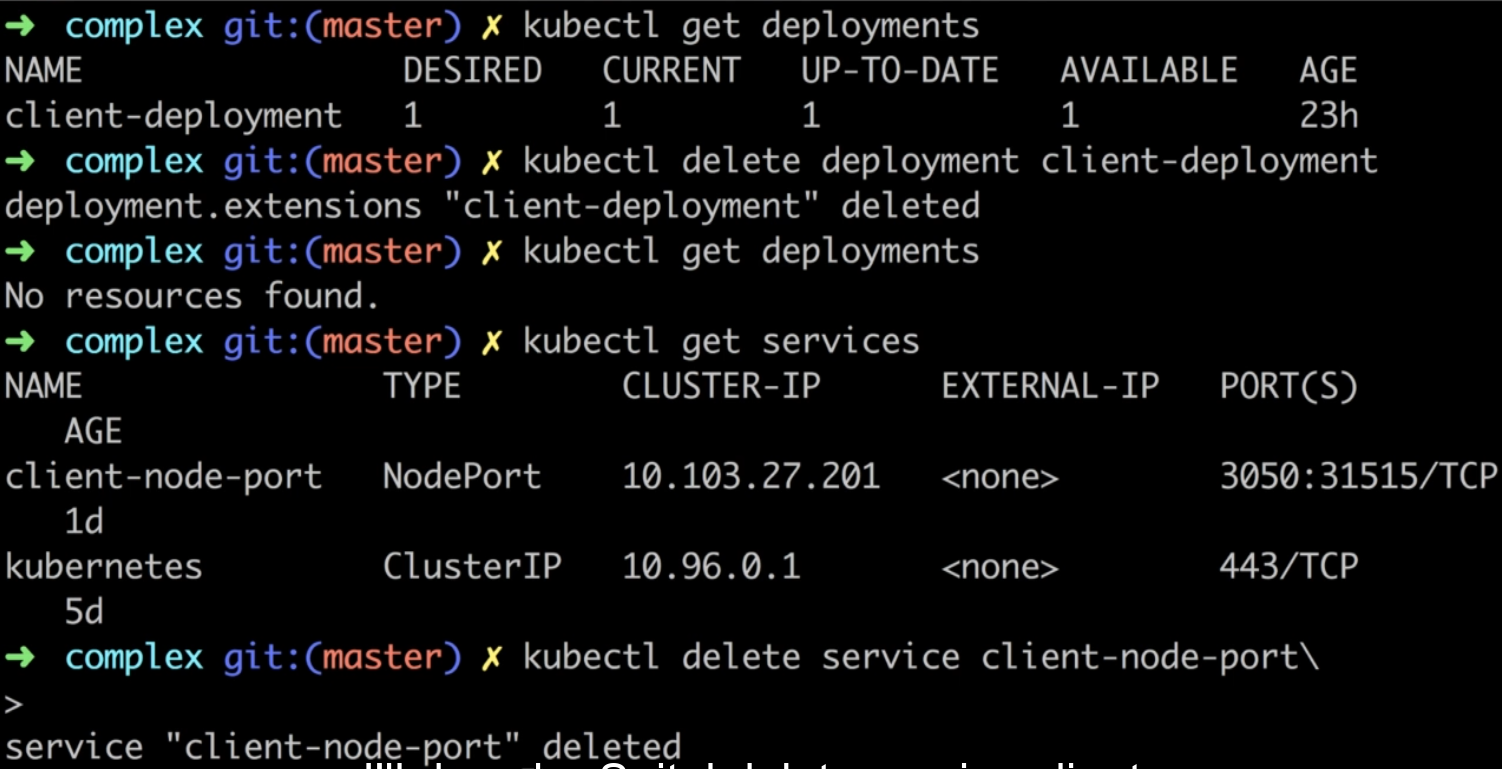 ➜ complex git:(master) ✗ kubectl get deployments
NAME DESIRED CURRENT UP-TO-DATE AVAILABLE AGE
client-deployment 1 1 1 1 23h
➜ complex git:(master) ✗ kubectl delete deployment client-deployment
deployment.extensions "client-deployment" deleted
➜ complex git:(master) ✗ kubectl get deployments
No resources found.
➜ complex git:(master) ✗ kubectl get services
NAME TYPE CLUSTER-IP EXTERNAL-IP PORT(S)
AGE
client-node-port NodePort 10.103.27.201 <none> 3050:31515/TCP
1d
kubernetes ClusterIP 10.96.0.1 <none> 443/TCP
5d
➜ complex git:(master) ✗ kubectl delete service client-node-port\
>
service "client-node-port" deleted